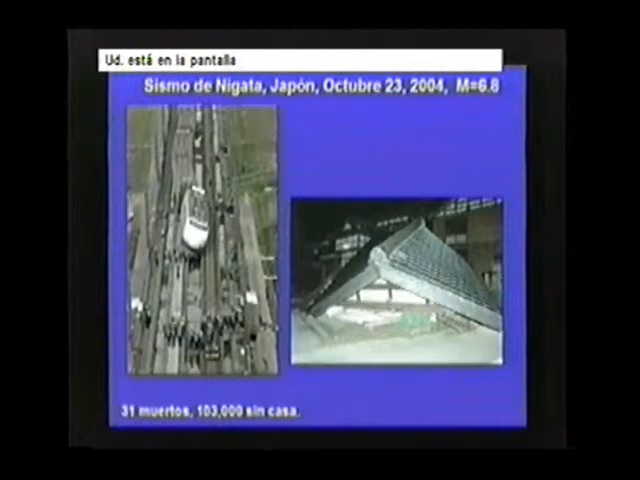 Ud. está en la pantalla
Sismo de Nigata, Japón, Octubre 23, 2004, M=6.8
31 muertos, 103,000 sin casa.